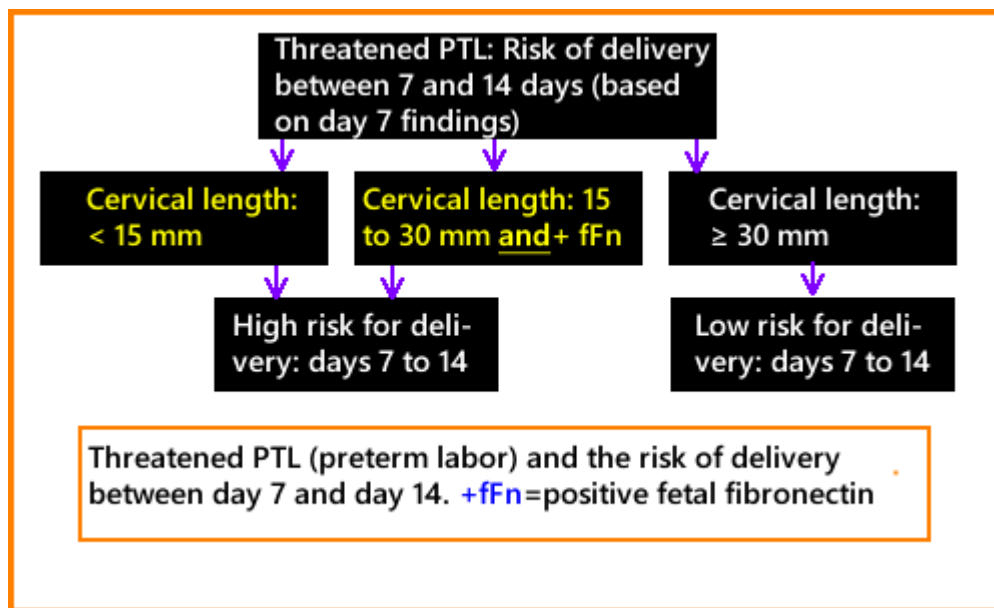 Threatened PTL: Risk of delivery
between 7 and 14 days (based
on day 7 findings)
Cervical length:
< 15 mm
Cervical length: 15
to 30 mm and+ fFn
Cervical length:
≥ 30 mm
High risk for deli-
very: days 7 to 14
Low risk for deli-
very: days 7 to 14
Threatened PTL (preterm labor) and the risk of delivery
between day 7 and day 14. +fFn=positive fetal fibronectin